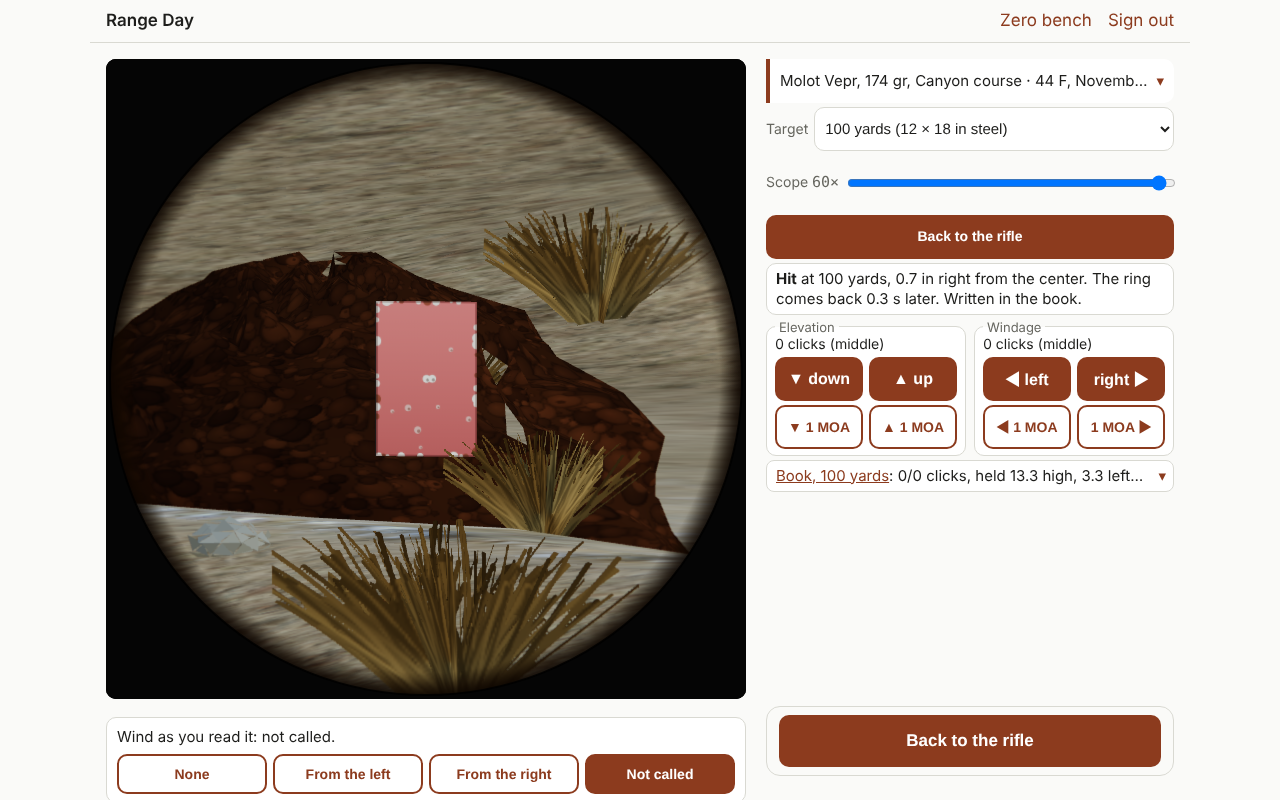 Range Day
Zero bench
Sign out
Molot Vepr, 174 gr, Canyon course · 44 F, Novemb... ▾
Target
100 yards (12 × 18 in steel)
Scope 60×
Back to the rifle
Hit at 100 yards, 0.7 in right from the center. The ring
comes back 0.3 s later. Written in the book.
Elevation
0 clicks (middle)
▼ down
▲ up
▼ 1 MOA
▲ 1 MOA
Windage
0 clicks (middle)
◀ left
right ▶
◀ 1 MOA
1 MOA ▶
Book, 100 yards: 0/0 clicks, held 13.3 high, 3.3 left... ▾
Back to the rifle
Wind as you read it: not called.
None
From the left
From the right
Not called